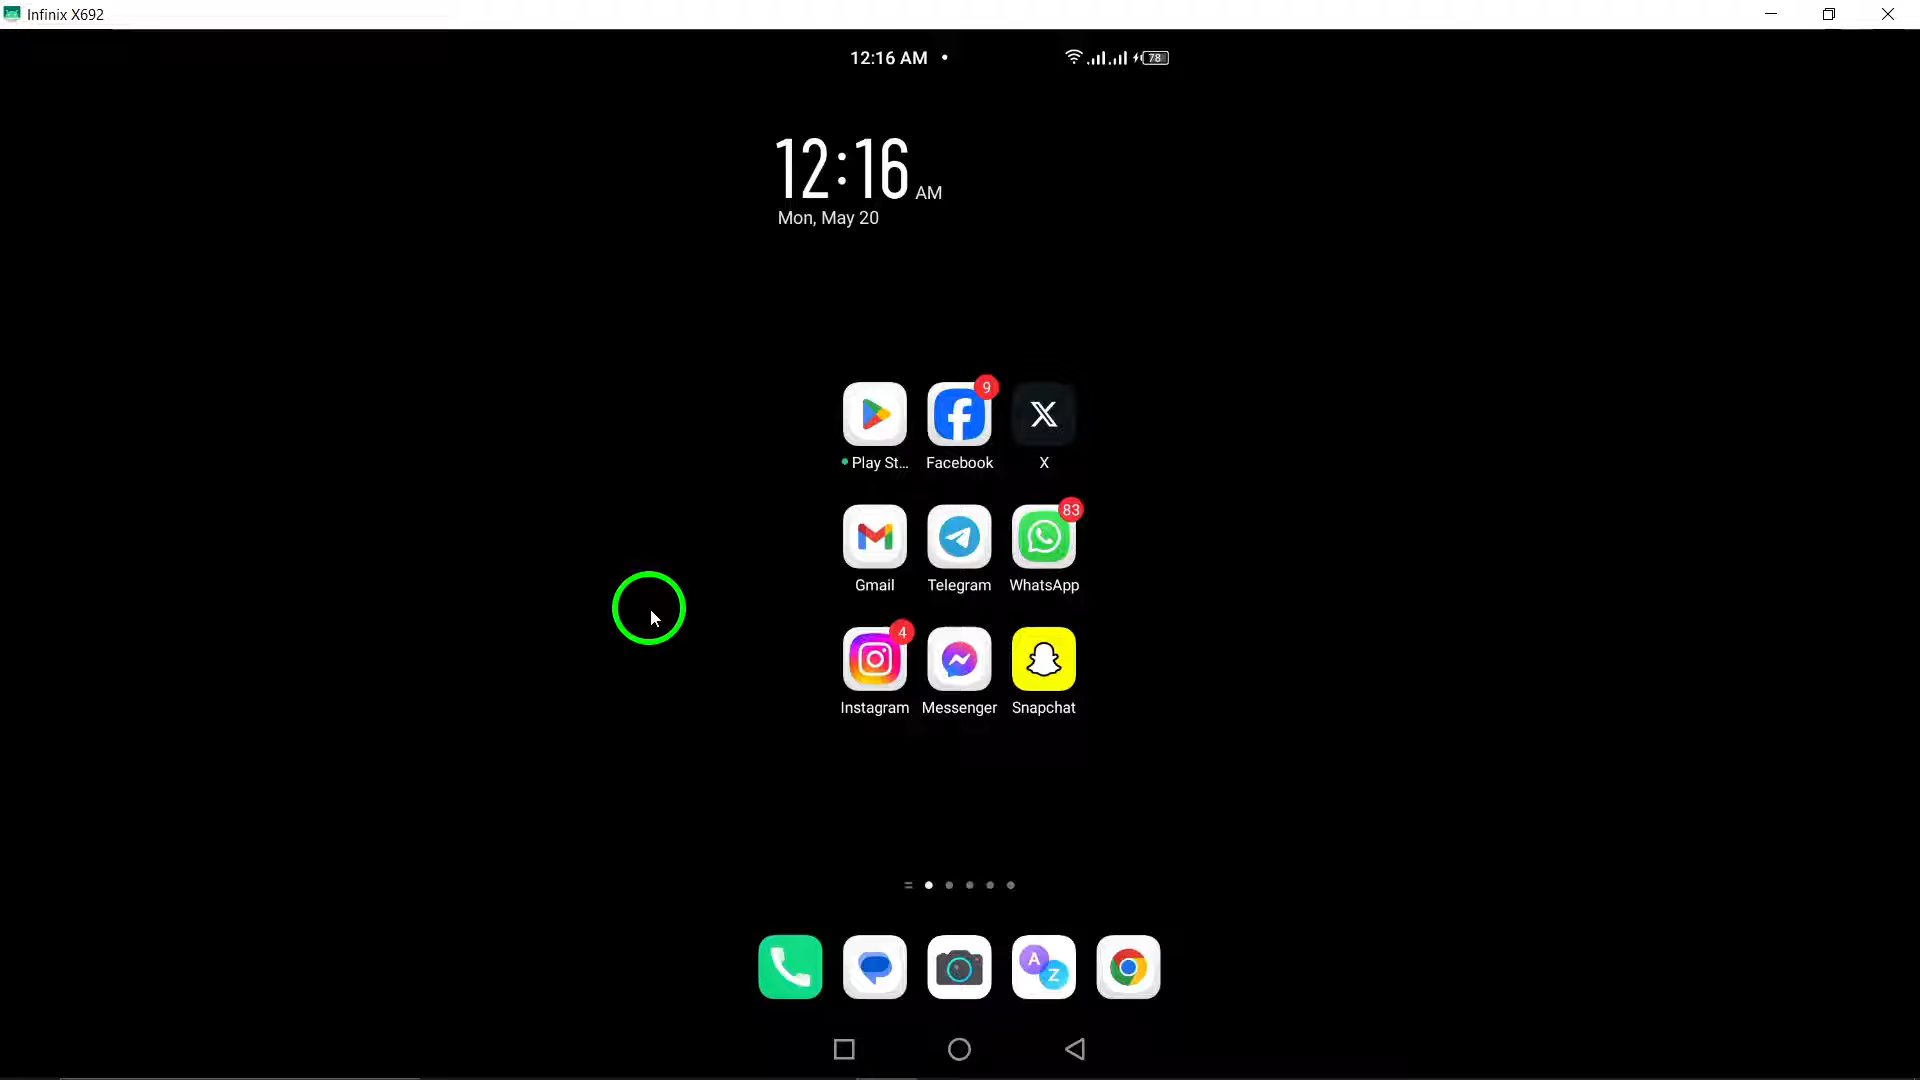 Infinix X692
12:16 AM
78
12:16 AM
Mon, May 20
9
Play St... Facebook X
83
Gmail Telegram WhatsApp
4
Instagram Messenger Snapchat
A Z